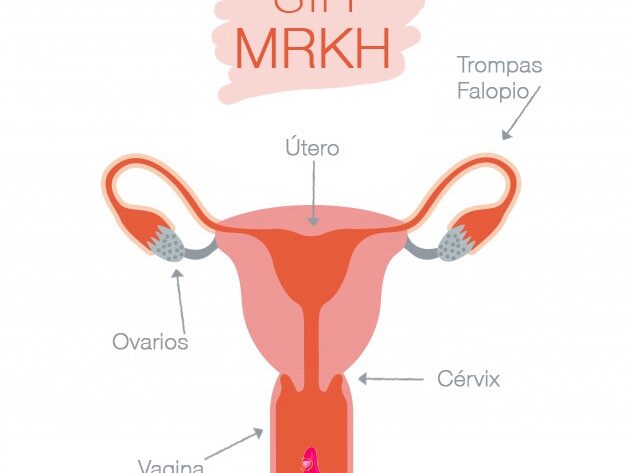 MRKH
Trompas
Falopio
Útero
Ovarios
Cérvix
Vagina